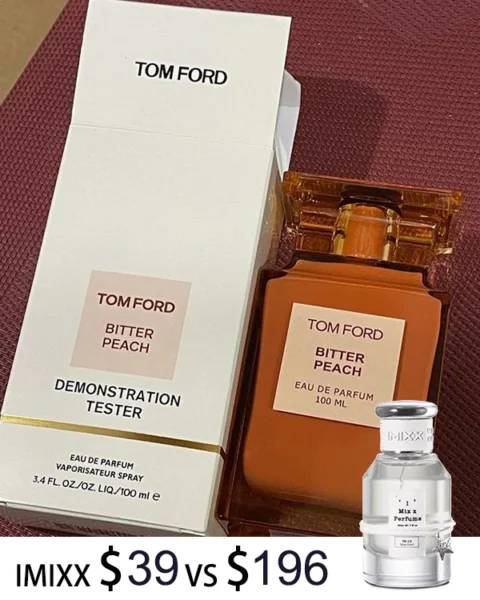 TOM FORD
TOM FORD
BITTER
PEACH
DEMONSTRATION
TESTER
EAU DE PARFUM
VAPORISATEUR SPRAY
3.4 FL. OZ./OZ. LIQ./100 ml e
TOM FORD
BITTER
PEACH
EAU DE PARFUM
100 ML
IMIXX
Mix x
Perfume
IMIXX $39 VS $196